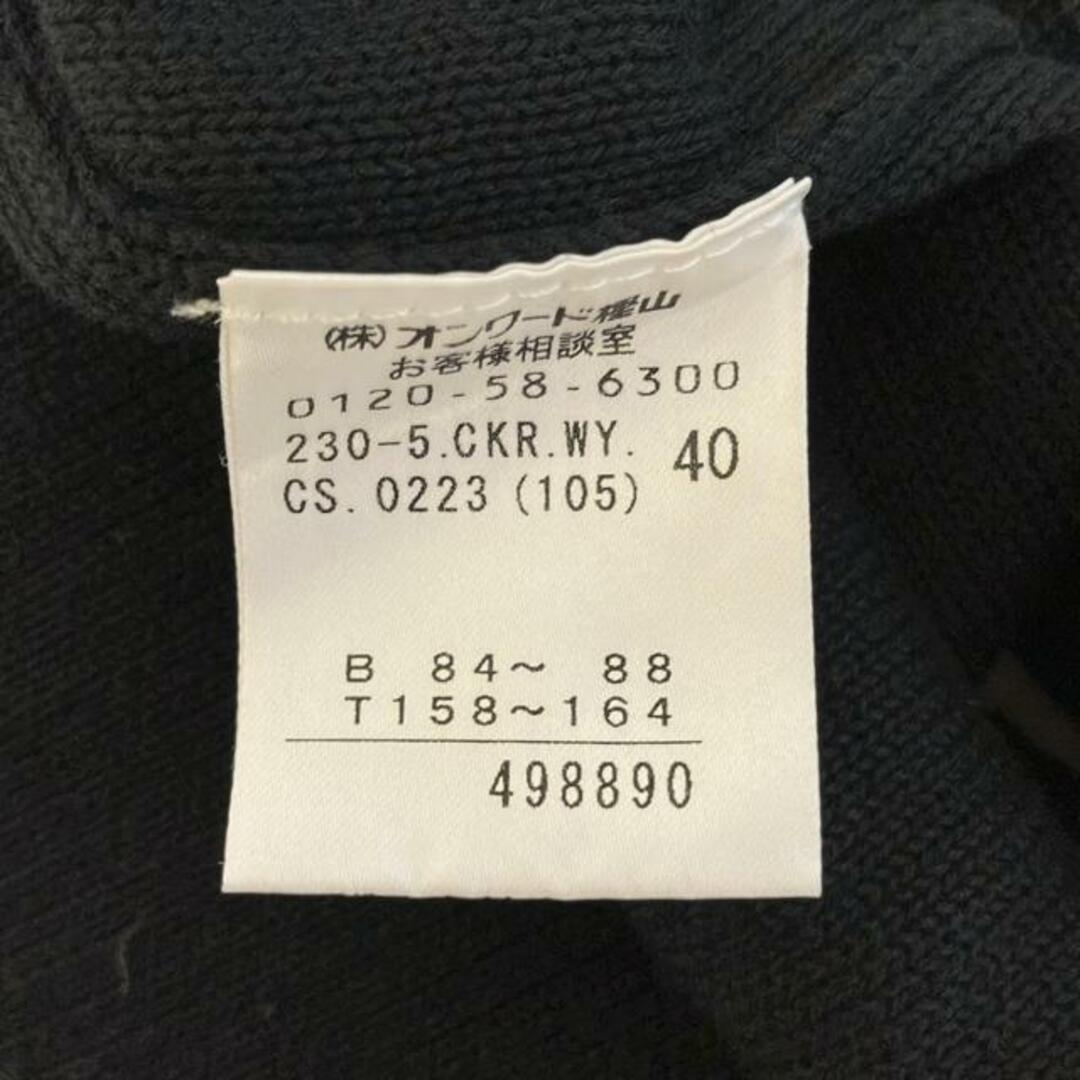 (株)オンワード樫山
お客様相談室
0120-58-6300
230-5.CKR.WY. 40
CS.0223 (105)
B 84～ 88
T158～164
498890